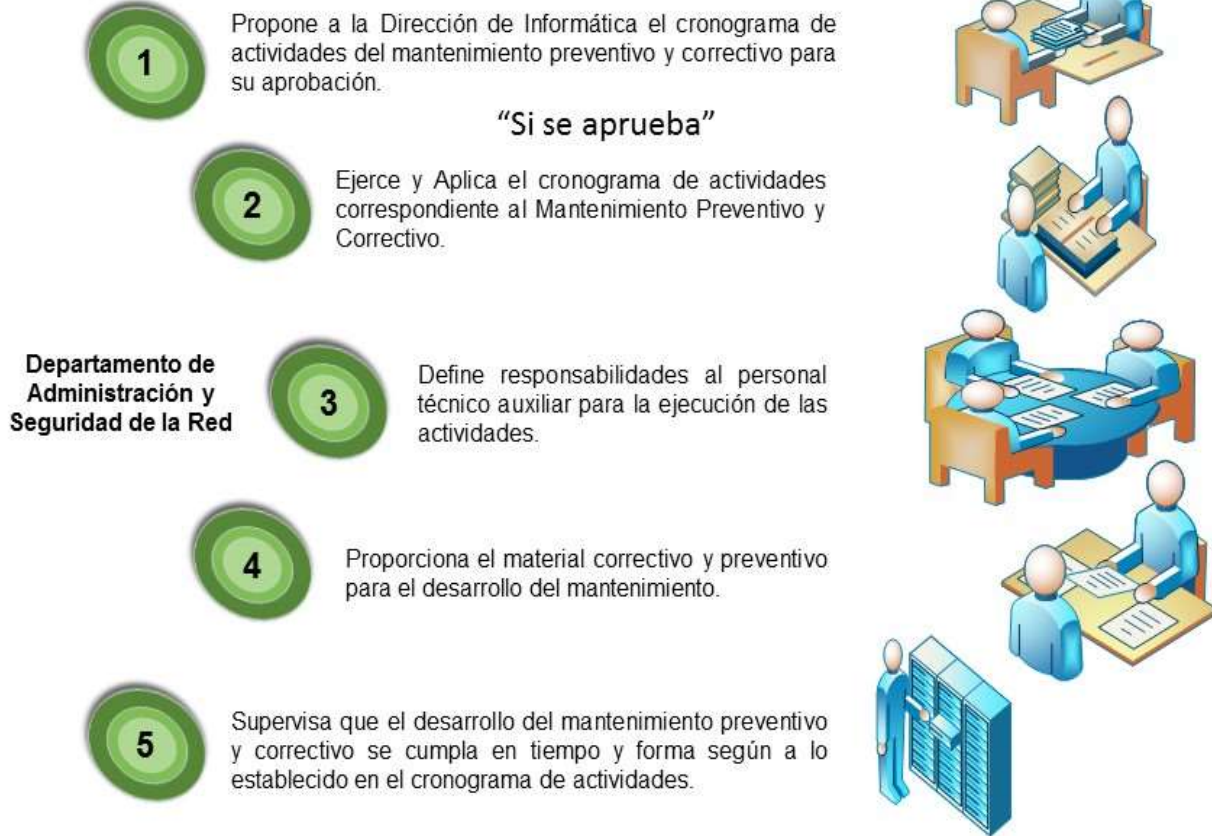 1
Propone a la Dirección de Informática el cronograma de
actividades del mantenimiento preventivo y correctivo para
su aprobación.
“Si se aprueba”
2
Ejerce y Aplica el cronograma de actividades
correspondiente al Mantenimiento Preventivo y
Correctivo.
Departamento de
Administración y
Seguridad de la Red
3
Define responsabilidades al personal
técnico auxiliar para la ejecución de las
actividades.
4
Proporciona el material correctivo y preventivo
para el desarrollo del mantenimiento.
5
Supervisa que el desarrollo del mantenimiento preventivo
y correctivo se cumpla en tiempo y forma según a lo
establecido en el cronograma de actividades.